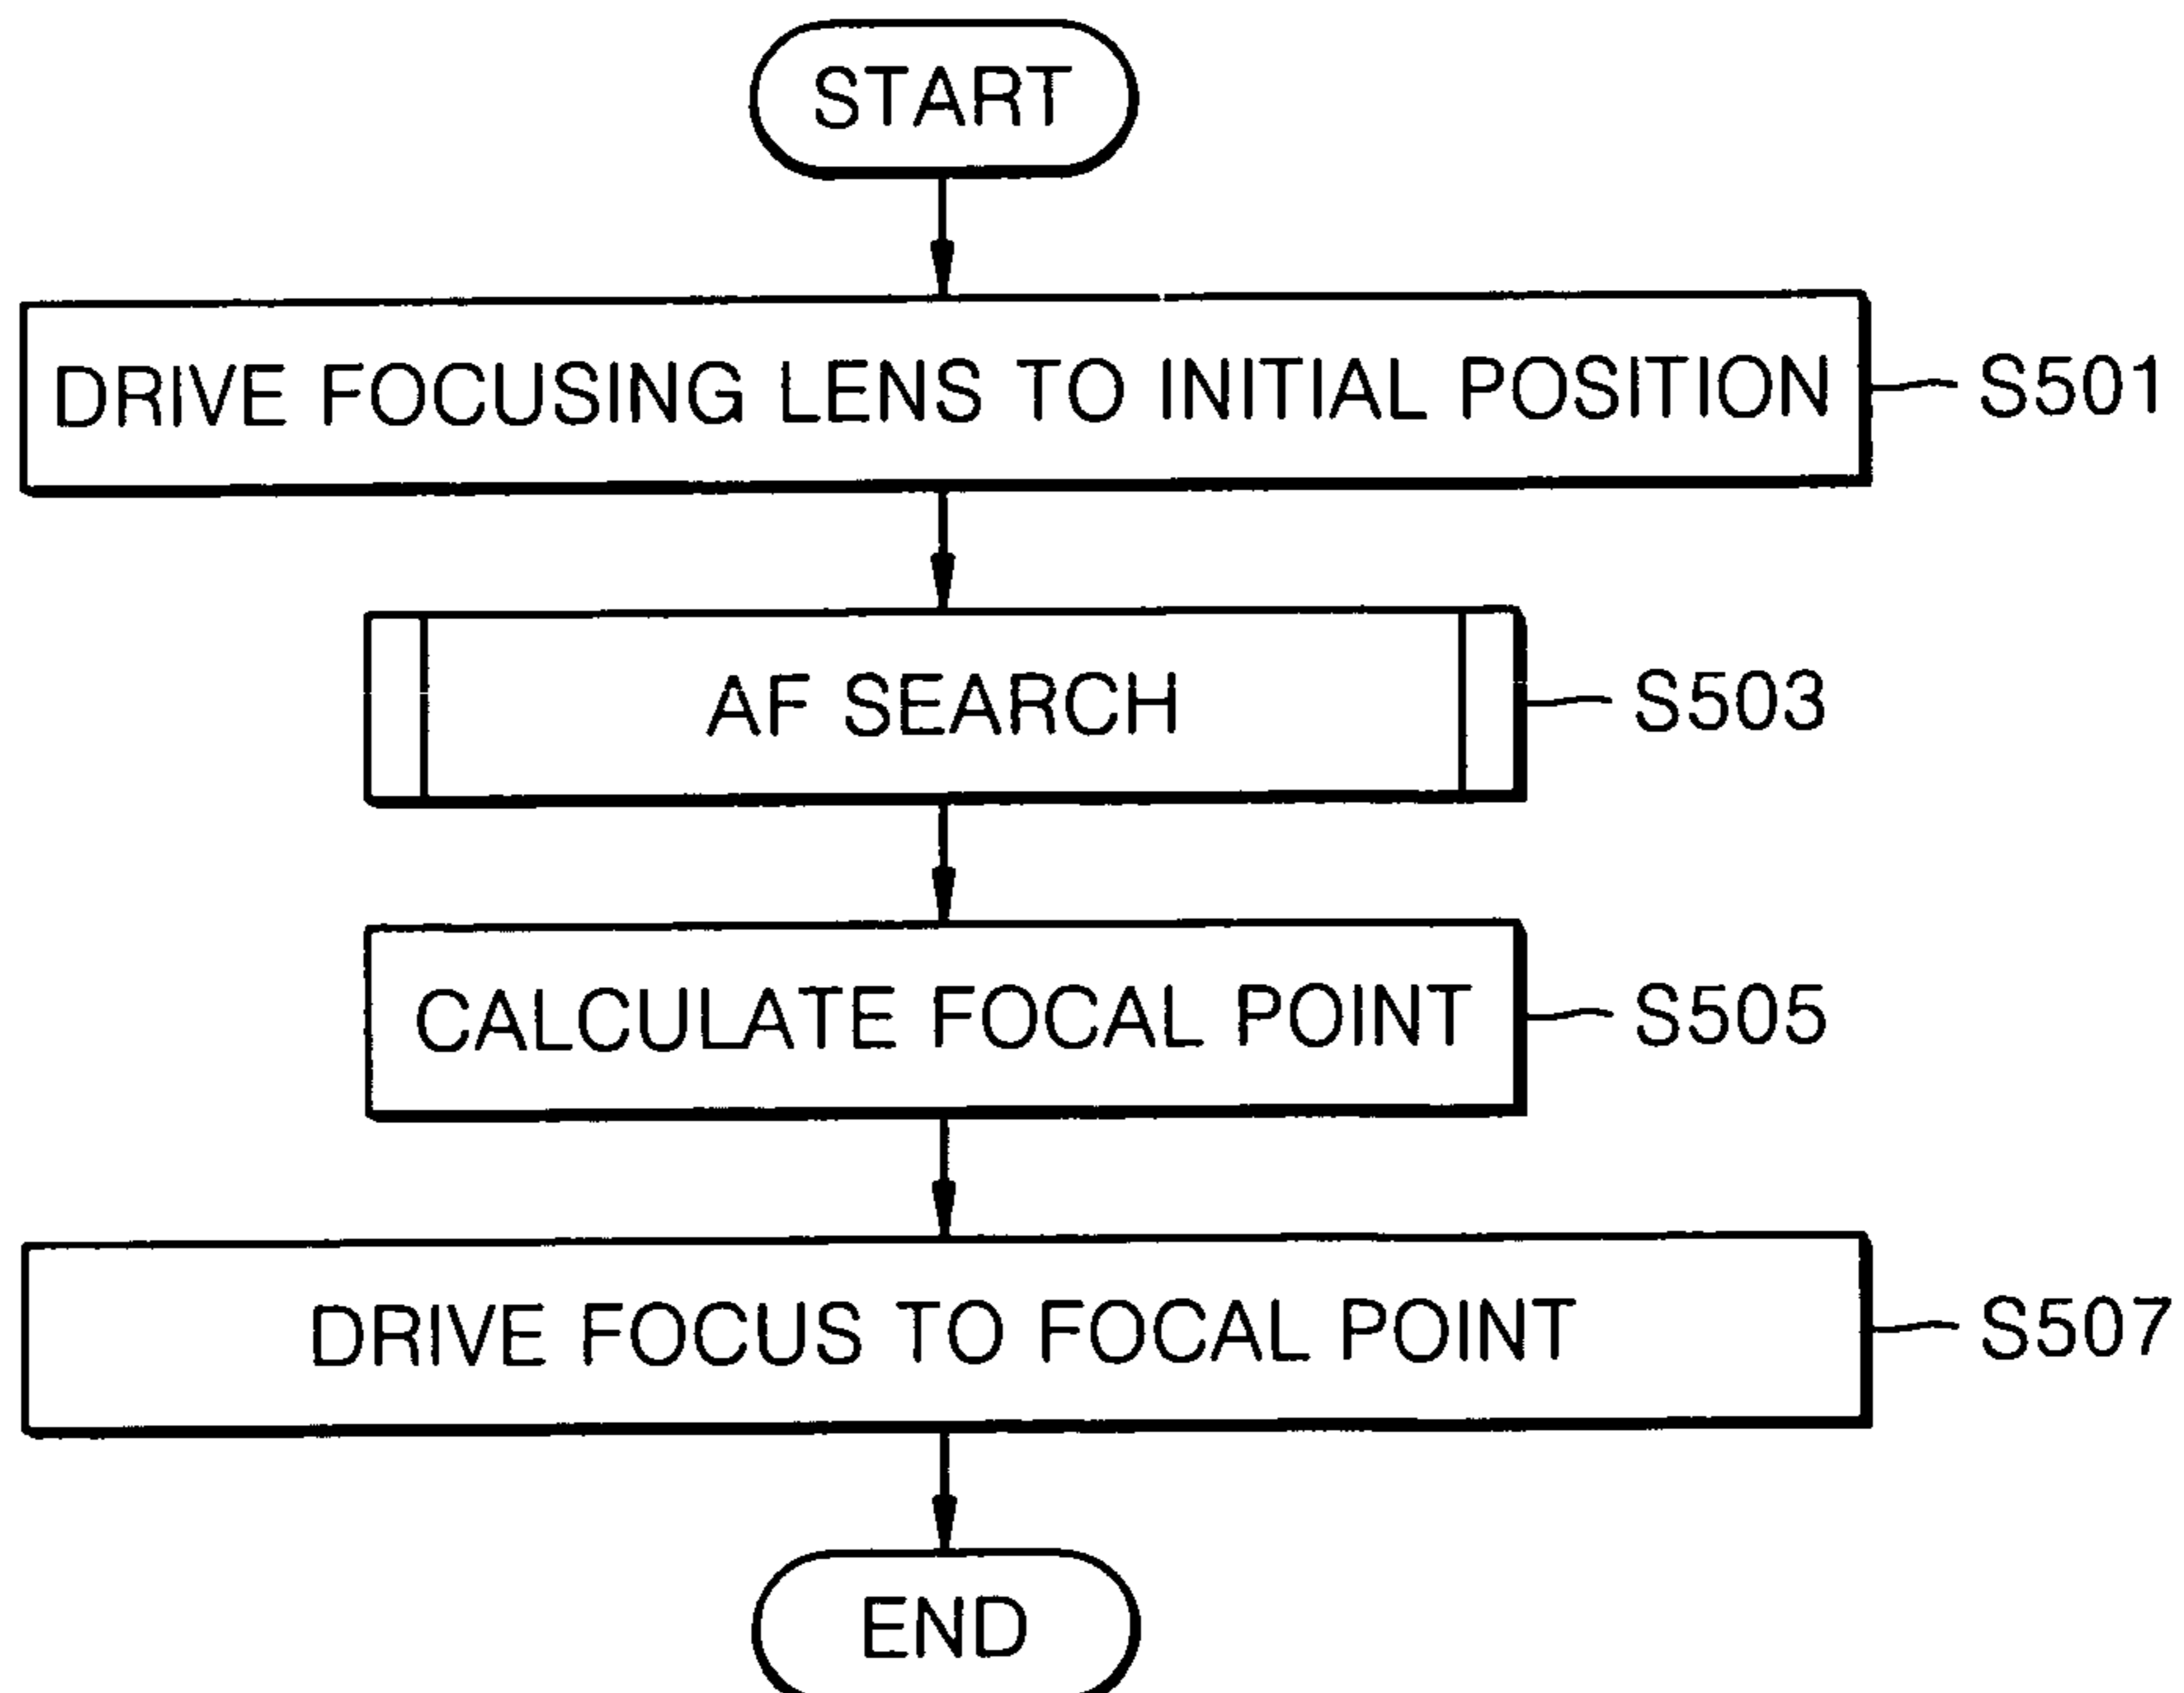 START
DRIVE FOCUSING LENS TO INITIAL POSITION
S501
AF SEARCH
S503
CALCULATE FOCAL POINT
S505
DRIVE FOCUS TO FOCAL POINT
S507
END